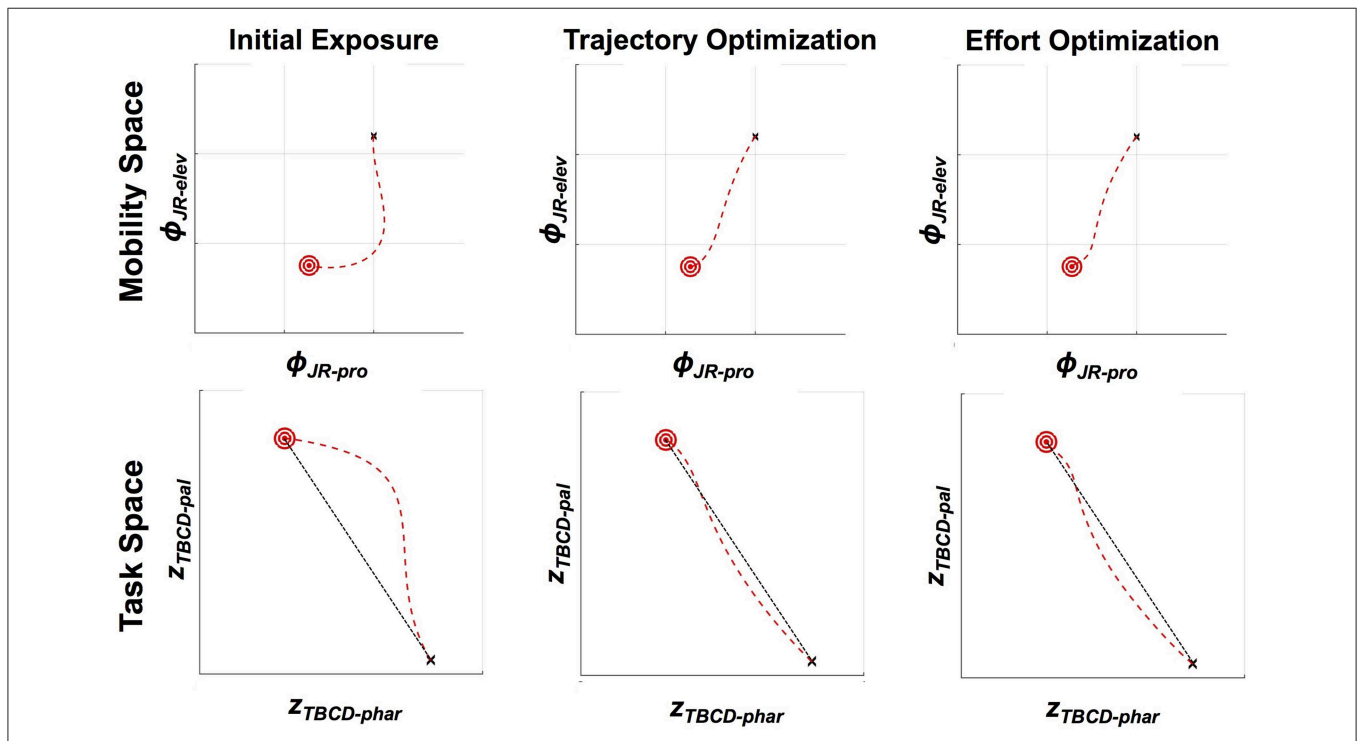 Initial Exposure
Trajectory Optimization
Effort Optimization
Mobility Space
ϕJR-elev
ϕJR-elev
ϕJR-elev
ϕJR-pro
ϕJR-pro
ϕJR-pro
Task Space
zTBCD-pal
zTBCD-pal
zTBCD-pal
zTBCD-phar
zTBCD-phar
zTBCD-phar